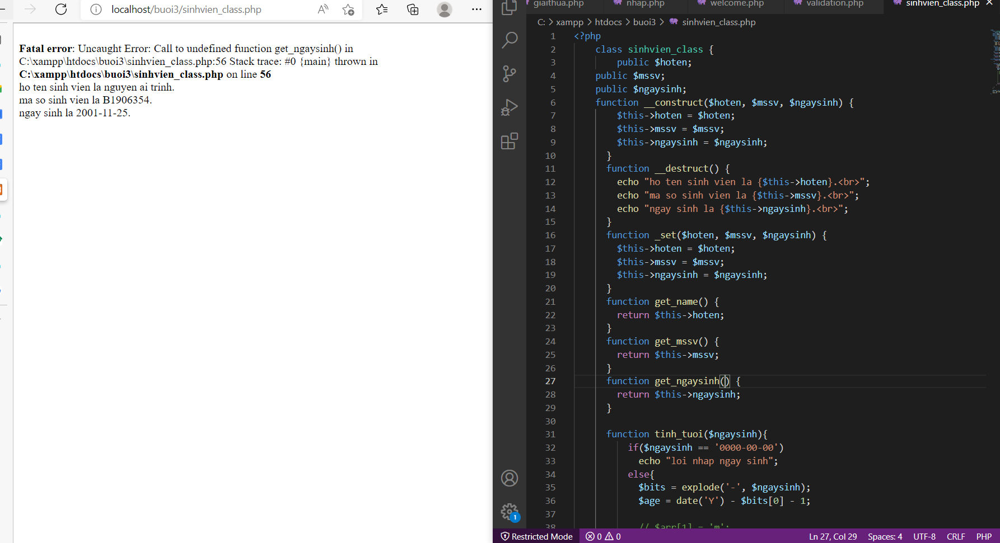 localhost/buoi3/sinhvien_class.php
Fatal error: Uncaught Error: Call to undefined function get_ngaysinh() in
C:\xampp\htdocs\buoi3\sinhvien_class.php:56 Stack trace: #0 {main} thrown in
C:\xampp\htdocs\buoi3\sinhvien_class.php on line 56
ho ten sinh vien la nguyen ai trinh.
ma so sinh vien la B1906354.
ngay sinh la 2001-11-25.
giaithua.php nhap.php welcome.php validation.php sinhvien_class.php
C: > xampp > htdocs > buoi3 > sinhvien_class.php
1 <?php
2 class sinhvien_class {
3 public $hoten;
4 public $mssv;
5 public $ngaysinh;
6 function __construct($hoten, $mssv, $ngaysinh) {
7 $this->hoten = $hoten;
8 $this->mssv = $mssv;
9 $this->ngaysinh = $ngaysinh;
10 }
11 function __destruct() {
12 echo "ho ten sinh vien la {$this->hoten}.<br>";
13 echo "ma so sinh vien la {$this->mssv}.<br>";
14 echo "ngay sinh la {$this->ngaysinh}.<br>";
15 }
16 function _set($hoten, $mssv, $ngaysinh) {
17 $this->hoten = $hoten;
18 $this->mssv = $mssv;
19 $this->ngaysinh = $ngaysinh;
20 }
21 function get_name() {
22 return $this->hoten;
23 }
24 function get_mssv() {
25 return $this->mssv;
26 }
27 function get_ngaysinh() {
28 return $this->ngaysinh;
29 }
30
31 function tinh_tuoi($ngaysinh){
32 if($ngaysinh == '0000-00-00')
33 echo "loi nhap ngay sinh";
34 else{
35 $bits = explode('-', $ngaysinh);
36 $age = date('Y') - $bits[0] - 1;
37
38 // $arr[1] = 'm';
1
Restricted Mode 0 0 Ln 27, Col 29 Spaces: 4 UTF-8 CRLF PHP